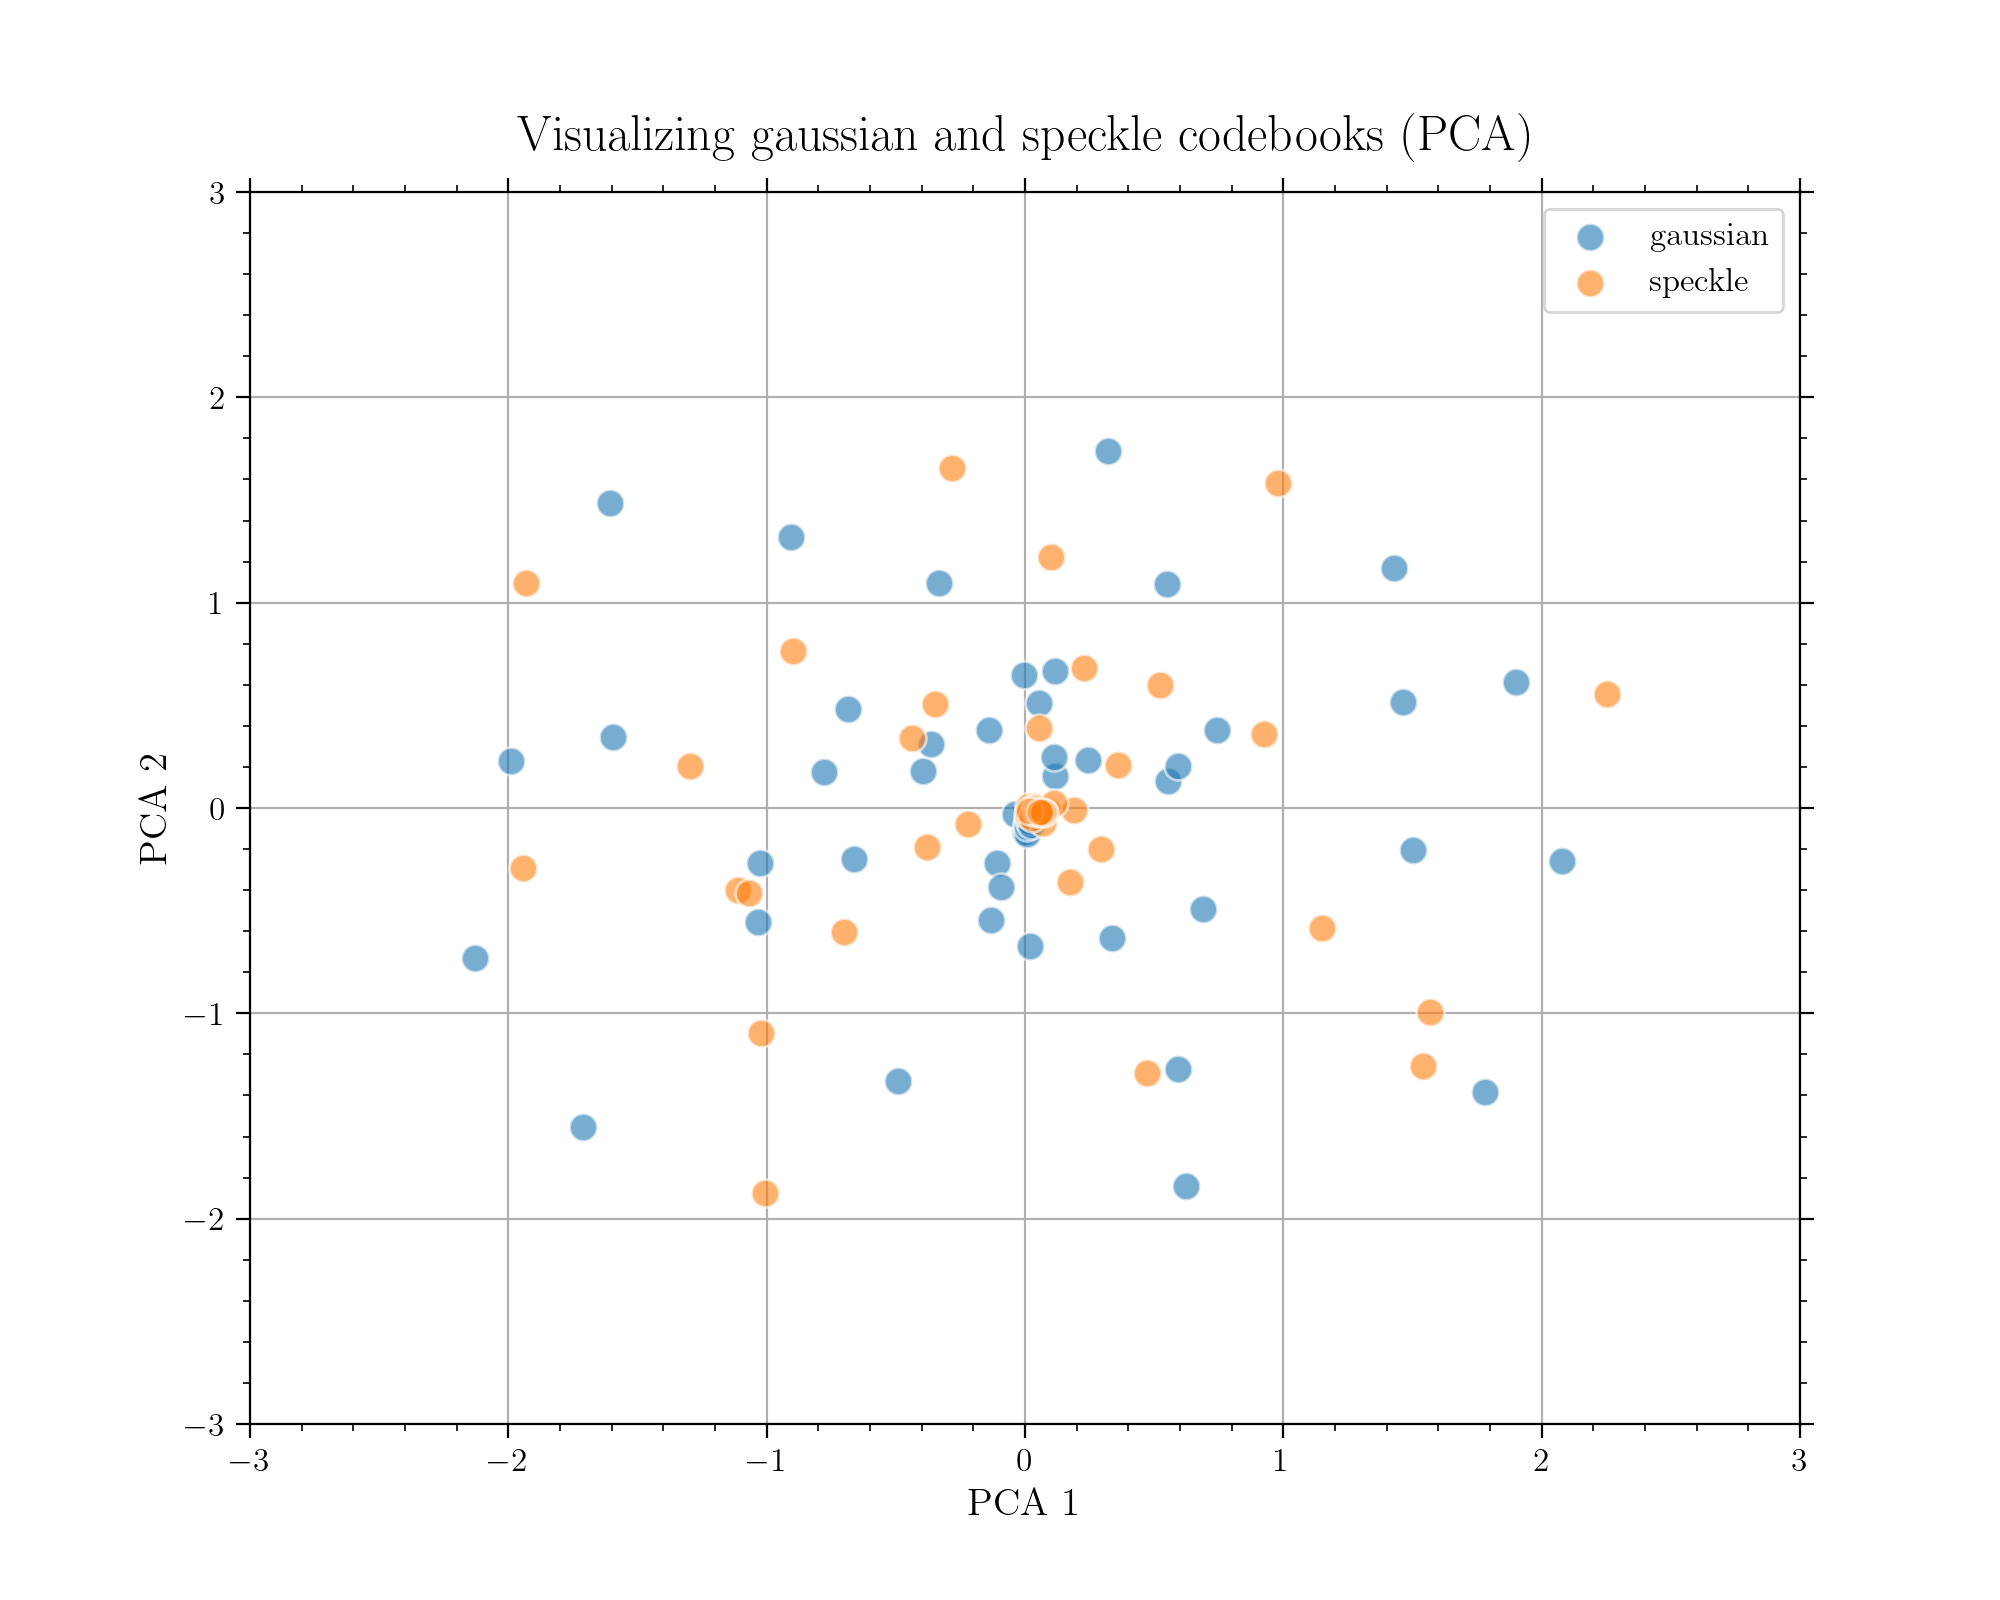 Visualizing gaussian and speckle codebooks (PCA)
gaussian
speckle
PCA 2
3
2
1
0
−1
−2
−3
−3
−2
−1
0
1
2
3
PCA 1